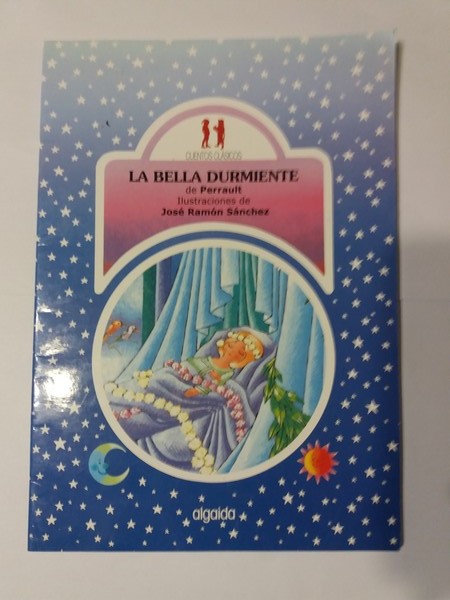 CUENTOS CLÁSICOS
LA BELLA DURMIENTE
de Perrault
Ilustraciones de
José Ramón Sánchez
algaida